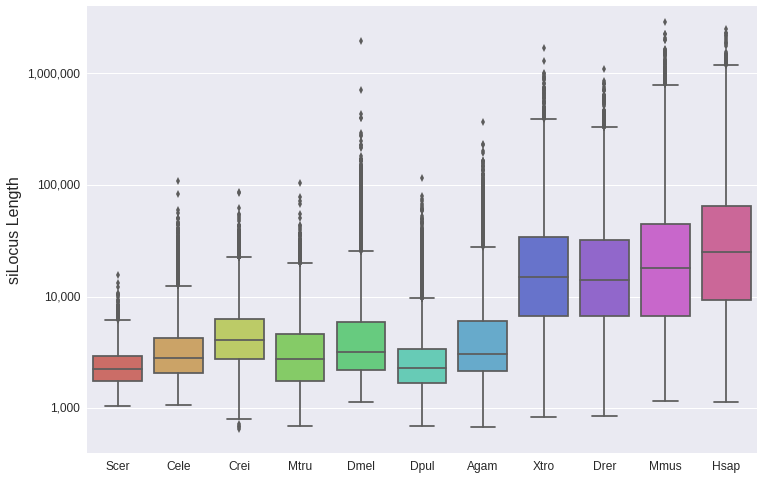 siLocus Length
1,000,000
100,000
10,000
1,000
Scer Cele Crei Mtru Dmel Dpul Agam Xtro Drer Mmus Hsap